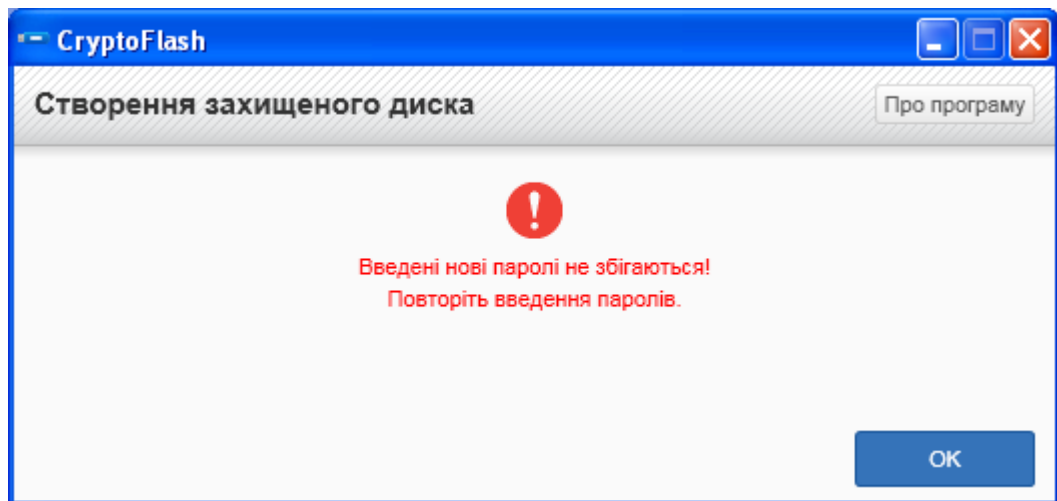 CryptoFlash
Створення захищеного диска
Про програму
Введені нові паролі не збігаються!
Повторіть введення паролів.
OK